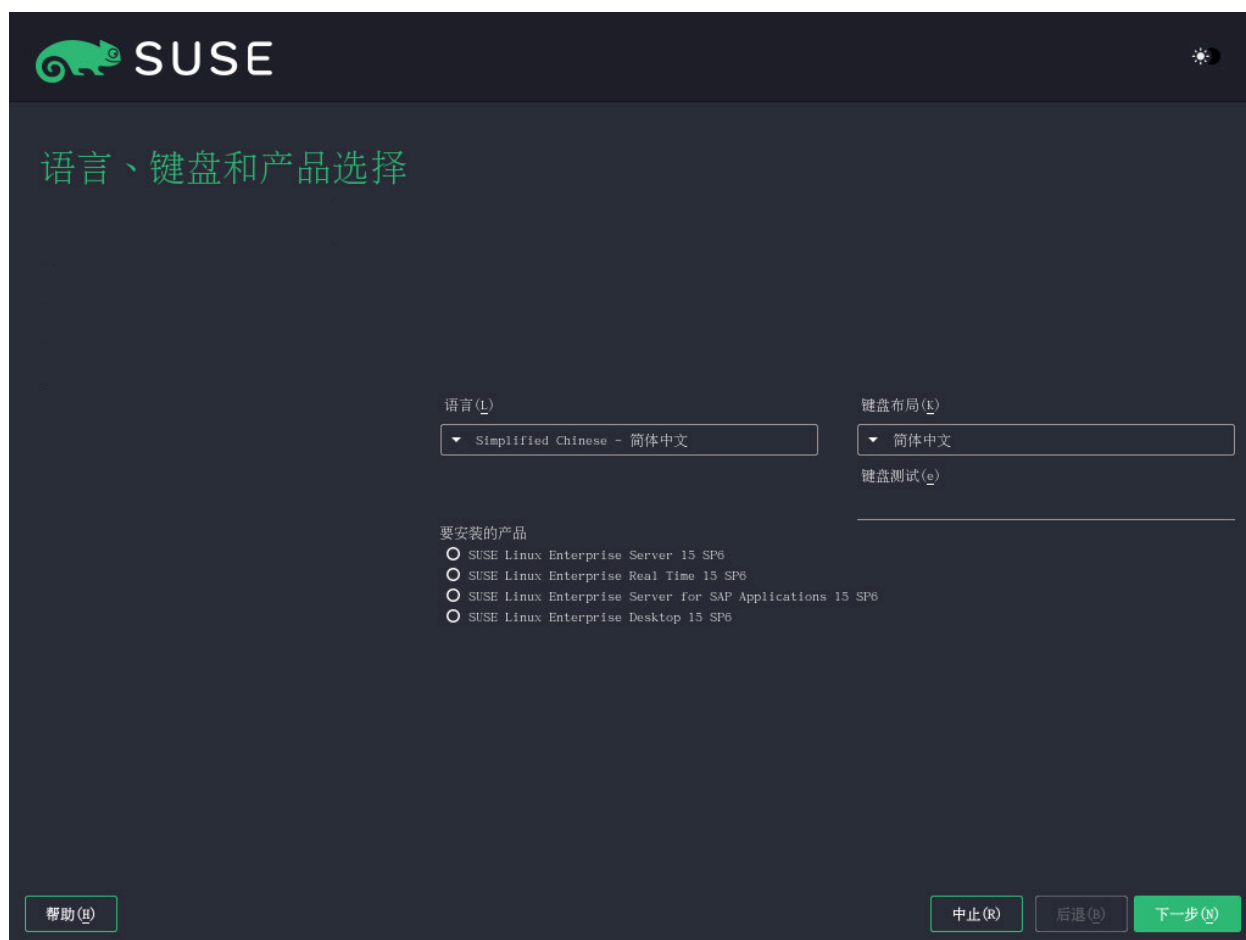 SUSE
语言、键盘和产品选择
语言(L)
Simplified Chinese - 简体中文
键盘布局(K)
简体中文
键盘测试(e)
要安装的产品
SUSE Linux Enterprise Server 15 SP6
SUSE Linux Enterprise Real Time 15 SP6
SUSE Linux Enterprise Server for SAP Applications 15 SP6
SUSE Linux Enterprise Desktop 15 SP6
帮助(H)
中止(R)
后退(B)
下一步(N)